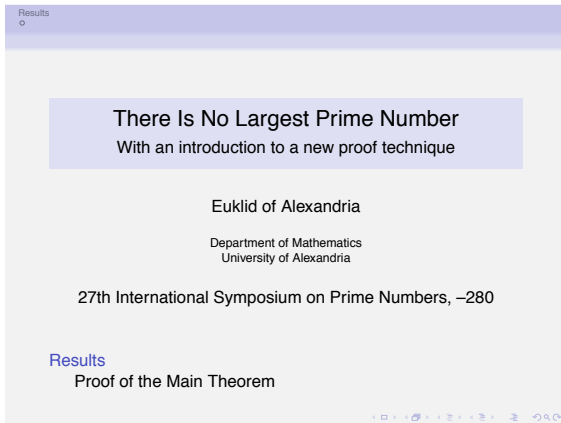 Results
There Is No Largest Prime Number
With an introduction to a new proof technique
Euklid of Alexandria
Department of Mathematics
University of Alexandria
27th International Symposium on Prime Numbers, –280
Results
Proof of the Main Theorem